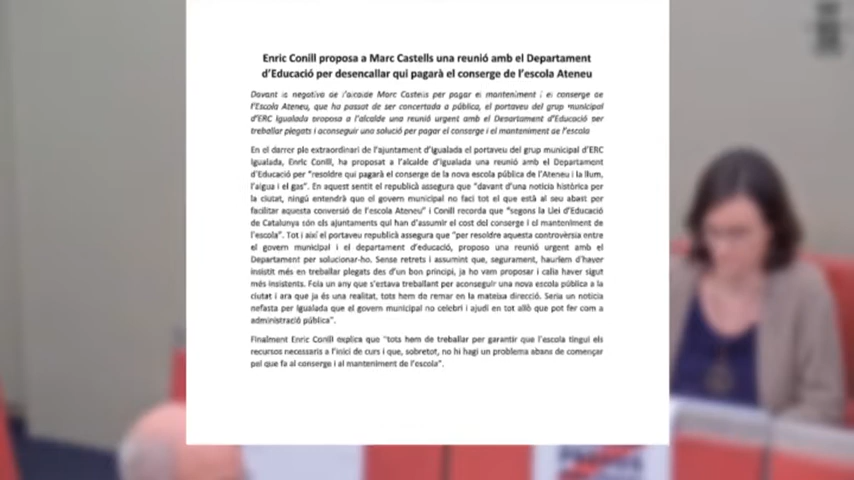 Enric Conill proposa a Marc Castells una reunió amb el Departament
d'Educació per desencallar qui pagarà el conserge de l'escola Ateneu
Davant la negativa de l'alcalde Marc Castells per pagar el manteniment i el conserge de
l'Escola Ateneu, que ha passat de ser concertada a pública, el portaveu del grup municipal
d'ERC Igualada proposa a l'alcalde una reunió urgent amb el Departament d'Educació per
treballar plegats i aconseguir una solució per pagar el conserge i el manteniment de l'escola
En el darrer ple extraordinari de l'ajuntament d'Igualada el portaveu del grup municipal d'ERC
Igualada, Enric Conill, ha proposat a l'alcalde d'Igualada una reunió amb el Departament
d'Educació per "resoldre qui pagarà el conserge de la nova escola pública de l'Ateneu i la llum,
l'aigua i el gas". En aquest sentit el republicà assegura que "davant d'una notícia històrica per
la ciutat, ningú entendrà que el govern municipal no faci tot el que està al seu abast per
facilitar aquesta conversió de l'escola Ateneu" i Conill recorda que "segons la Llei d'Educació
de Catalunya són els ajuntaments qui han d'assumir el cost del conserge i el manteniment de
l'escola". Tot i així el portaveu republicà assegura que "per resoldre aquesta controvèrsia entre
el govern municipal i el departament d'educació, proposo una reunió urgent amb el
Departament per solucionar-ho. Sense retrets i assumint que, segurament, hauríem d'haver
insistit més en treballar plegats des d'un bon principi, ja ho vam proposar i calia haver sigut
més insistents. Feia un any que s'estava treballant per aconseguir una nova escola pública a la
ciutat i ara que ja és una realitat, tots hem de remar en la mateixa direcció. Seria un notícia
nefasta per Igualada que el govern municipal no celebri i ajudi en tot allò que pot fer com a
administració pública".
Finalment Enric Conill explica que "tots hem de treballar per garantir que l'escola tingui els
recursos necessaris a l'inici de curs i que, sobretot, no hi hagi un problema abans de començar
pel que fa al conserge i al manteniment de l'escola".